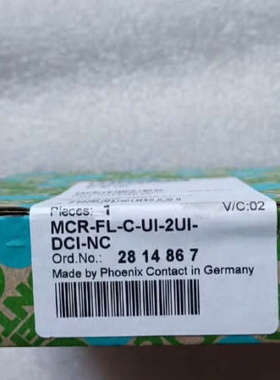 Pieces: 1
V/C:02
MCR-FL-C-UI-2UI-
DCI-NC
Ord.No.: 28 14 86 7
Made by Phoenix Contact in Germany